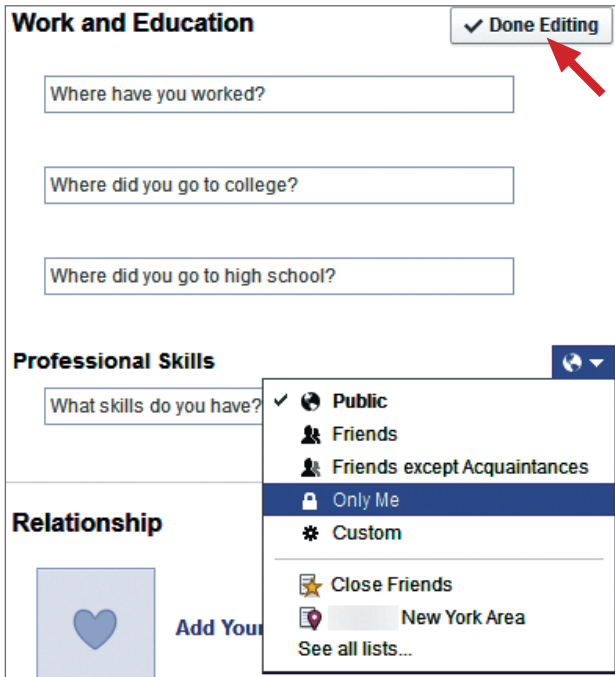 Work and Education
Done Editing
Where have you worked?
Where did you go to college?
Where did you go to high school?
Professional Skills
What skills do you have?
Public
Friends
Friends except Acquaintances
Only Me
Custom
Relationship
Close Friends
Add Your
New York Area
See all lists...